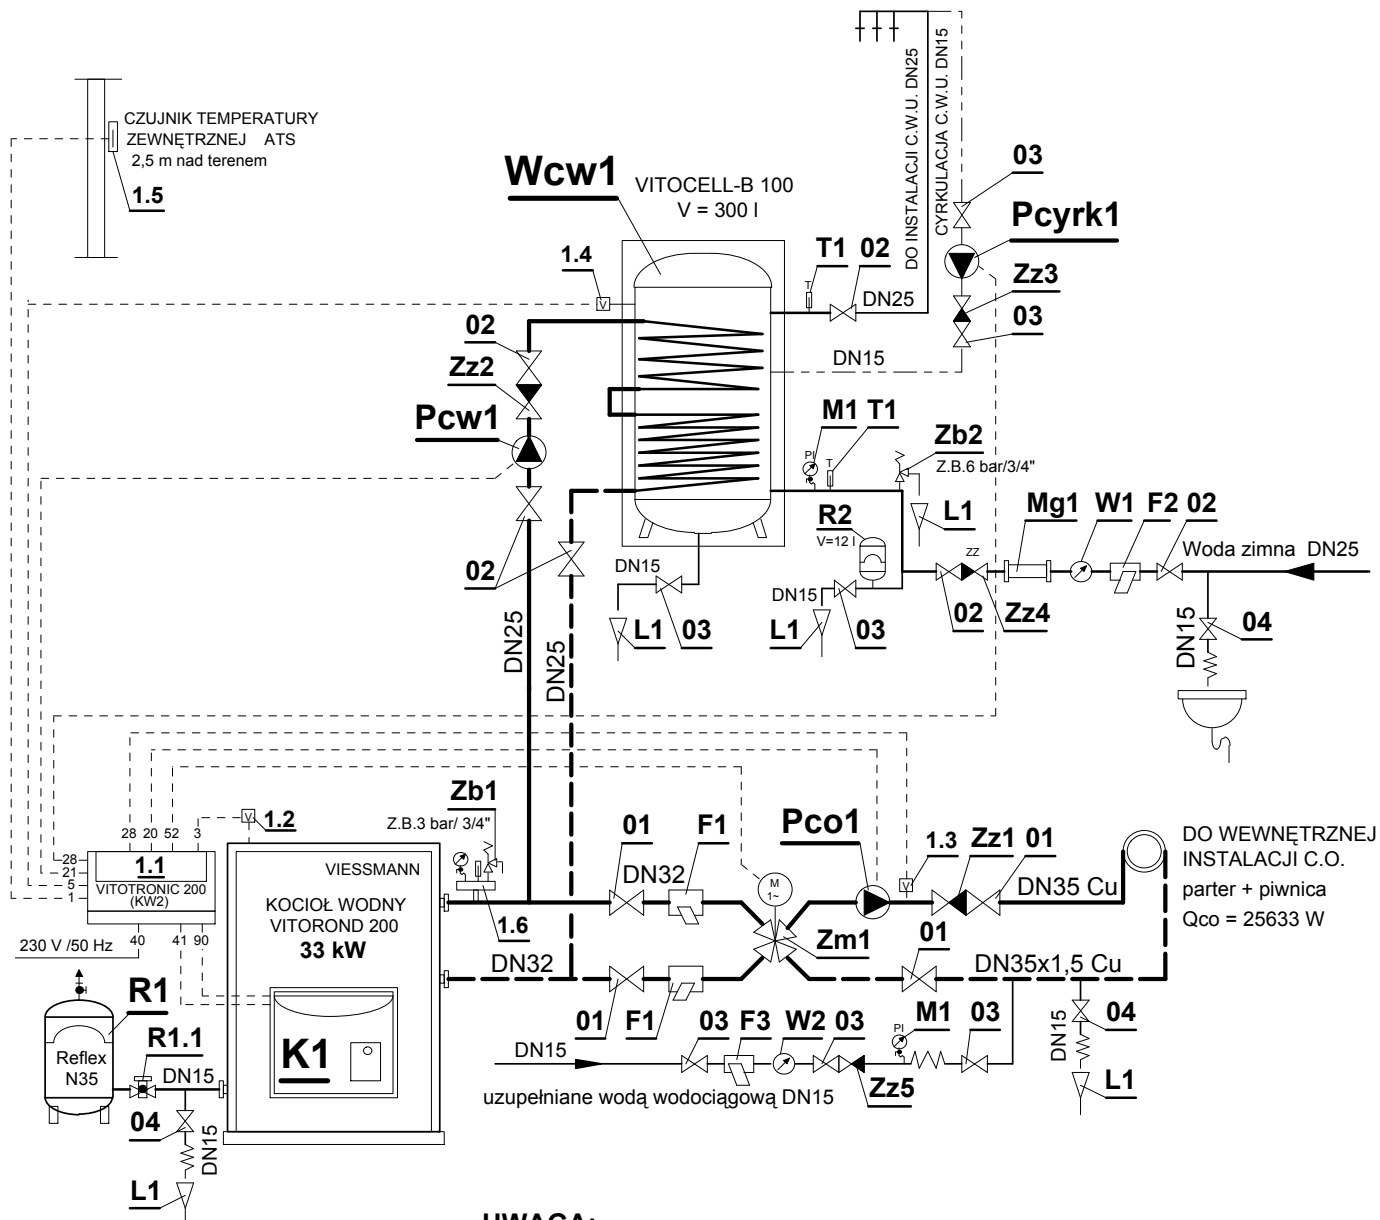 CZUJNIK TEMPERATURY
ZEWNĘTRZNEJ ATS
2,5 m nad terenem
1.5
Wcw1
VITOCELL-B 100
V = 300 l
DO INSTALACJI C.W.U. DN25
CYRKULACJA C.W.U. DN15
03
Pcyrk1
Zz3
03
1.4
V
T1
02
T
DN25
DN15
02
Zz2
Pcw1
M1
T1
PI
T
Zb2
Z.B.6 bar/3/4"
L1
R2
V=12 l
Mg1
W1
F2
02
Woda zimna DN25
ZZ
02
DN15
L1
03
DN15
L1
03
02
Zz4
DN15
04
DN25
DN25
28
20
52
3
V
1.2
28
21
5
1
1.1
VITOTRONIC 200
(KW2)
40
41
90
230 V /50 Hz
VIESSMANN
KOCIOŁ WODNY
VITOROND 200
33 kW
K1
Zb1
Z.B.3 bar/ 3/4"
1.6
01
F1
DN32
M
1~
Pco1
V
1.3
Zz1
01
DN35 Cu
DO WEWNĘTRZNEJ
INSTALACJI C.O.
parter + piwnica
Qco = 25633 W
Zm1
01
DN32
DN35x1,5 Cu
01
F1
03
F3
W2
03
M1
PI
03
DN15
04
L1
DN15
Zz5
uzupełniane wodą wodociągową DN15
R1
Reflex
N35
R1.1
DN15
04
DN15
L1
UWAGA: